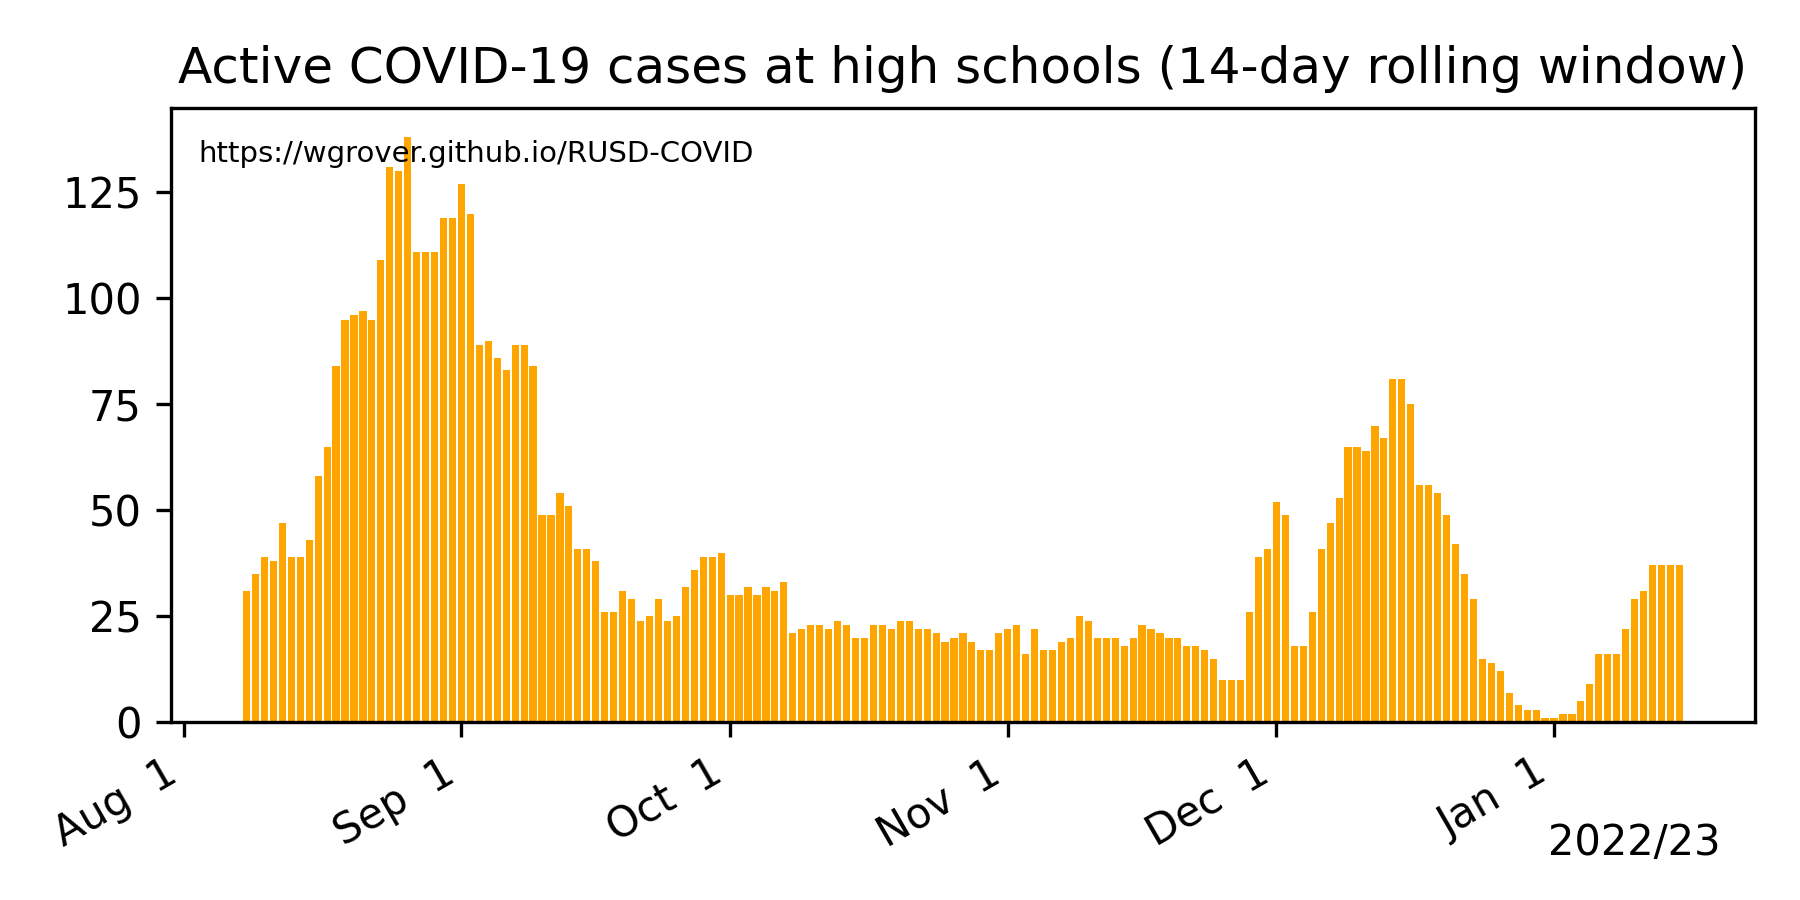 Active COVID-19 cases at high schools (14-day rolling window)
https://wgrover.github.io/RUSD-COVID
125
100
75
50
25
0
Aug 1
Sep 1
Oct 1
Nov 1
Dec 1
Jan 1
2022/23